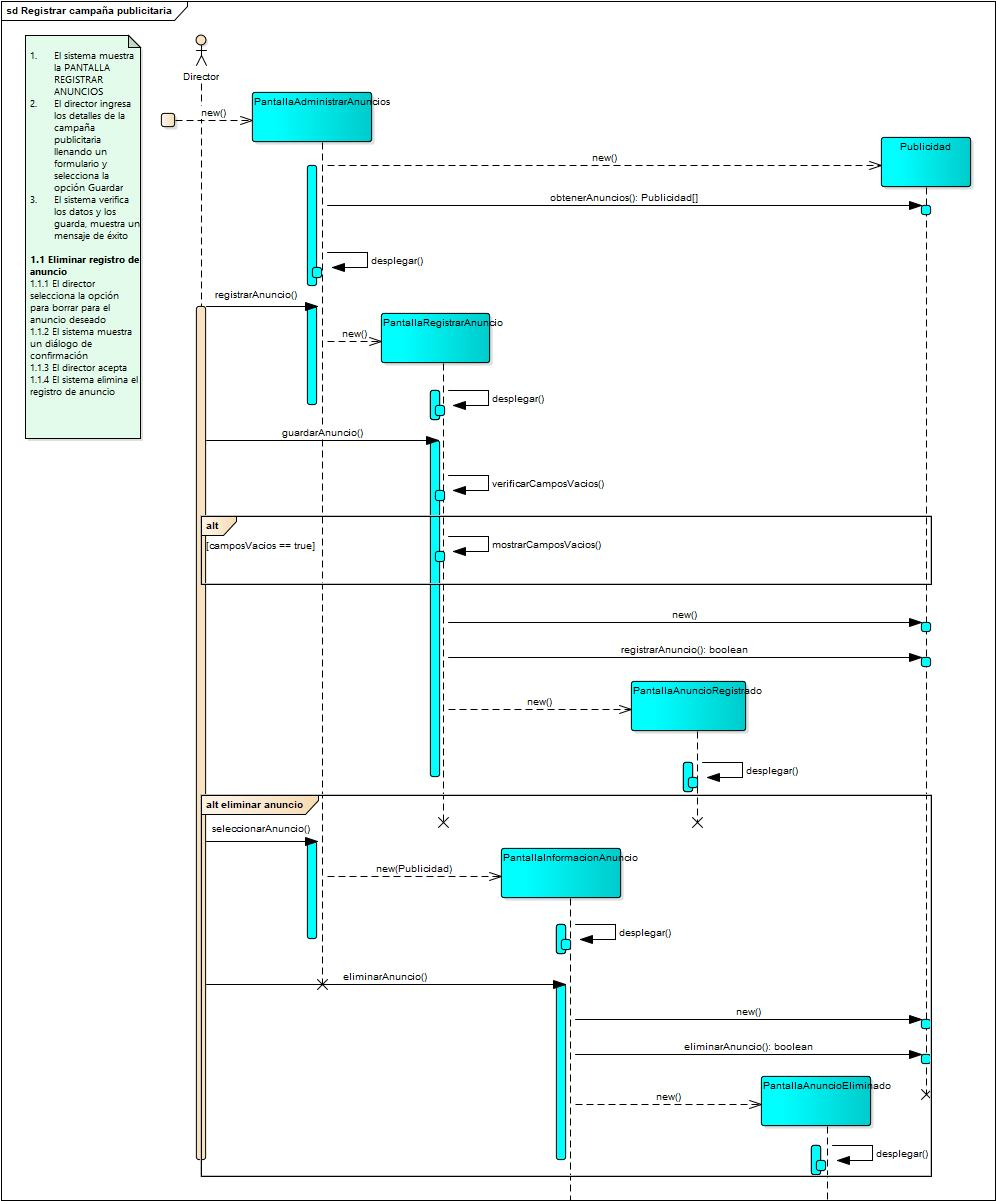 sd Registrar campaña publicitaria
1. El sistema muestra
la PANTALLA
REGISTRAR
ANUNCIOS
2. El director ingresa
los detalles de la
campaña
publicitaria
llenando un
formulario y
selecciona la
opción Guardar
3. El sistema verifica
los datos y los
guarda, muestra un
mensaje de éxito
1.1 Eliminar registro de
anuncio
1.1.1 El director
selecciona la opción
para borrar para el
anuncio deseado
1.1.2 El sistema muestra
un diálogo de
confirmación
1.1.3 El director acepta
1.1.4 El sistema elimina el
registro de anuncio
Director
new()
PantallaAdministrarAnuncios
new()
Publicidad
obtenerAnuncios(): Publicidad[]
desplegar()
registrarAnuncio()
new()
PantallaRegistrarAnuncio
desplegar()
guardarAnuncio()
verificarCamposVacios()
alt
[camposVacios == true]
mostrarCamposVacios()
new()
registrarAnuncio(): boolean
new()
PantallaAnuncioRegistrado
desplegar()
alt eliminar anuncio
seleccionarAnuncio()
new(Publicidad)
PantallaInformacionAnuncio
desplegar()
eliminarAnuncio()
new()
eliminarAnuncio(): boolean
new()
PantallaAnuncioEliminado
desplegar()